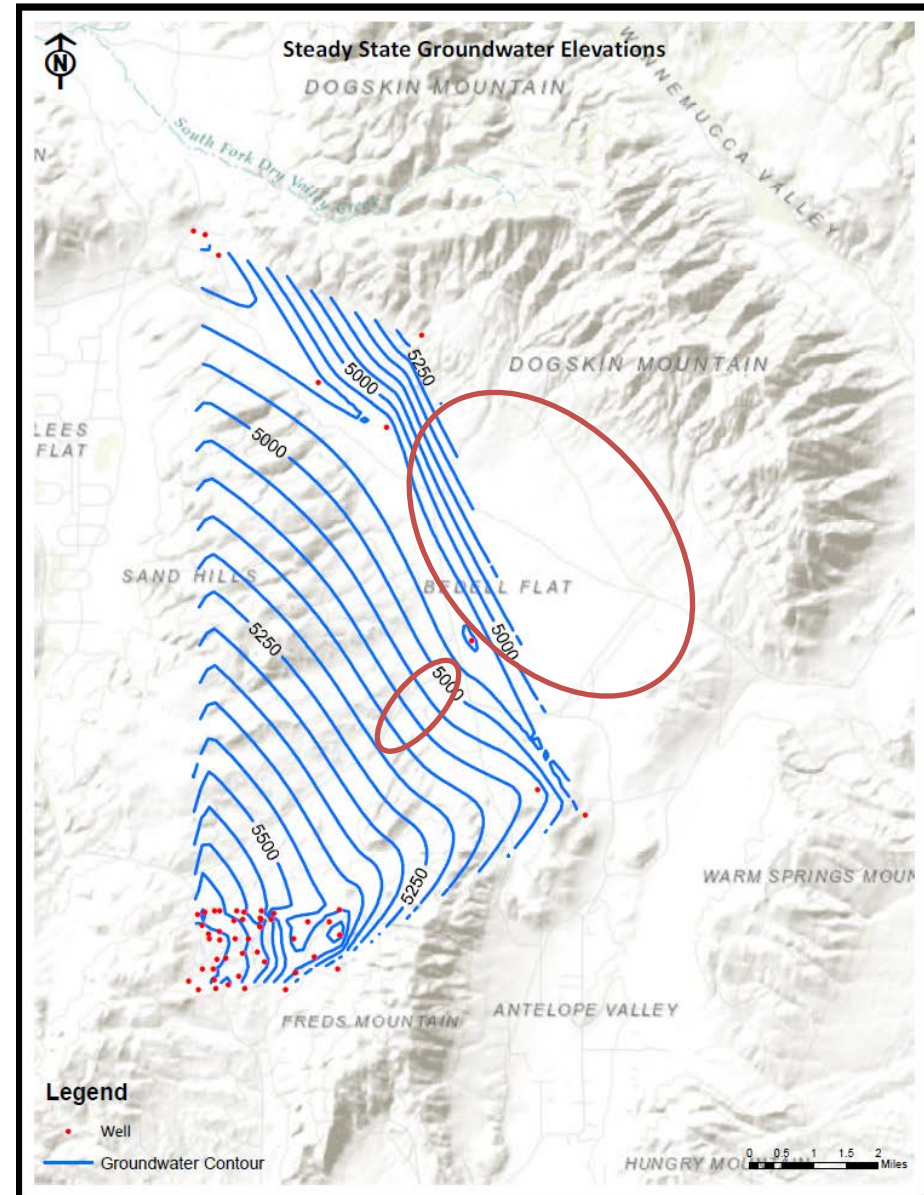 N
Steady State Groundwater Elevations
DOGSKIN MOUNTAIN
WINNEMUCCA VALLEY
South Fork Dry Valley Creek
N
5250
5000
DOGSKIN MOUNTAIN
LEES
FLAT
5000
SAND HILLS
BEDELL FLAT
5250
5000
5000
5500
5250
WARM SPRINGS MOUN
ANTELOPE VALLEY
FREDS MOUNTAIN
Legend
Well
Groundwater Contour
HUNGRY MOUNTAIN
0 0.5 1 1.5 2
Miles